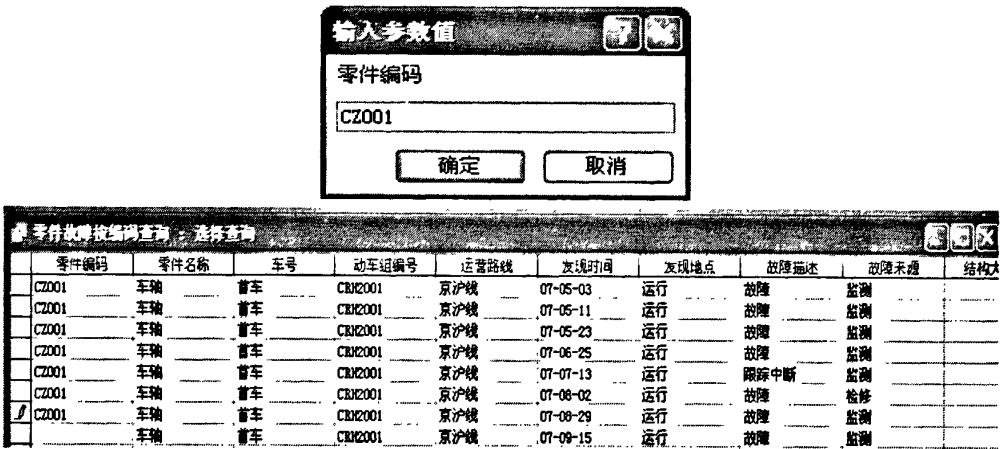 输入参数值
零件编码
CZ001
确定 取消
零件故障按编码查询 : 选择查询
零件编码 零件名称 车号 动车组编号 运营路线 发现时间 发现地点 故障描述 故障来源 结构
CZ001 车轴 首车 CRH2001 京沪线 07-05-03 运行 故障 监测
CZ001 车轴 首车 CRH2001 京沪线 07-05-11 运行 故障 监测
CZ001 车轴 首车 CRH2001 京沪线 07-05-23 运行 故障 监测
CZ001 车轴 首车 CRH2001 京沪线 07-06-25 运行 故障 监测
CZ001 车轴 首车 CRH2001 京沪线 07-07-13 运行 跟踪中断 监测
CZ001 车轴 首车 CRH2001 京沪线 07-08-02 运行 故障 检修
CZ001 车轴 首车 CRH2001 京沪线 07-08-29 运行 故障 监测
车轴 首车 CRH2001 京沪线 07-09-15 运行 故障 监测